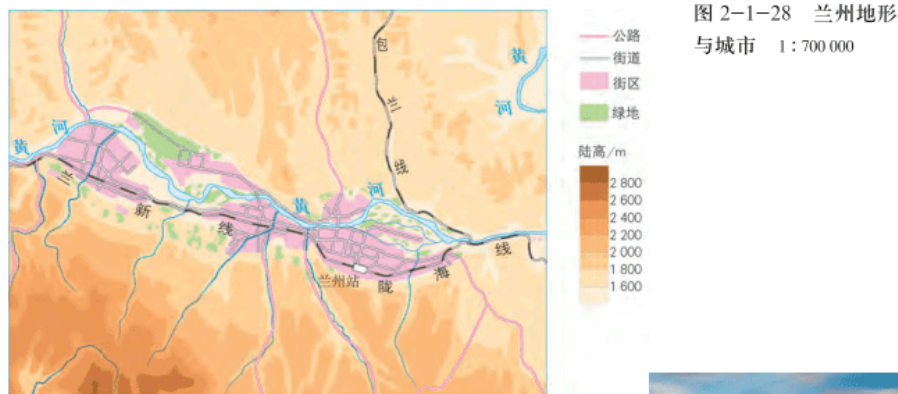 图 2-1-28 兰州地形
与城市 1∶700 000
公路
街道
街区
绿地
陆高/m
2 800
2 600
2 400
2 200
2 000
1 800
1 600
包
兰
线
黄
河
黄
河
兰
新
线
黄
河
兰州站
陇
海
线